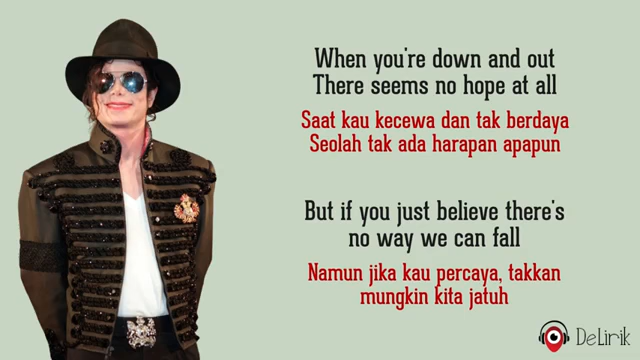 When you're down and out
There seems no hope at all
Saat kau kecewa dan tak berdaya
Seolah tak ada harapan apapun
But if you just believe there's
no way we can fall
Namun jika kau percaya, takkan
mungkin kita jatuh
DeLirik